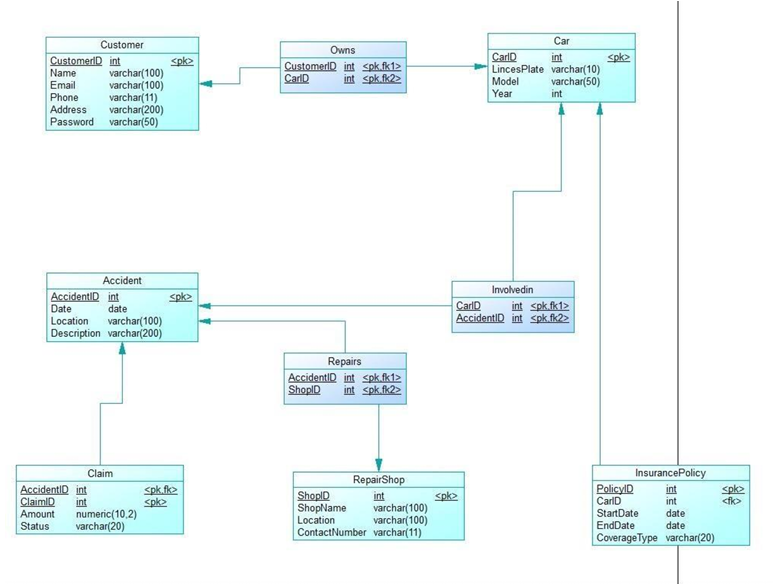 Customer
CustomerID int <pk>
Name varchar(100)
Email varchar(100)
Phone varchar(11)
Address varchar(200)
Password varchar(50)
Owns
CustomerID int <pk,fk1>
CarID int <pk,fk2>
Car
CarID int <pk>
LincesPlate varchar(10)
Model varchar(50)
Year int
Accident
AccidentID int <pk>
Date date
Location varchar(100)
Description varchar(200)
Involvedin
CarID int <pk,fk1>
AccidentID int <pk,fk2>
Repairs
AccidentID int <pk,fk1>
ShopID int <pk,fk2>
Claim
AccidentID int <pk,fk>
ClaimID int <pk>
Amount numeric(10,2)
Status varchar(20)
RepairShop
ShopID int <pk>
ShopName varchar(100)
Location varchar(100)
ContactNumber varchar(11)
InsurancePolicy
PolicyID int <pk>
CarID int <fk>
StartDate date
EndDate date
CoverageType varchar(20)